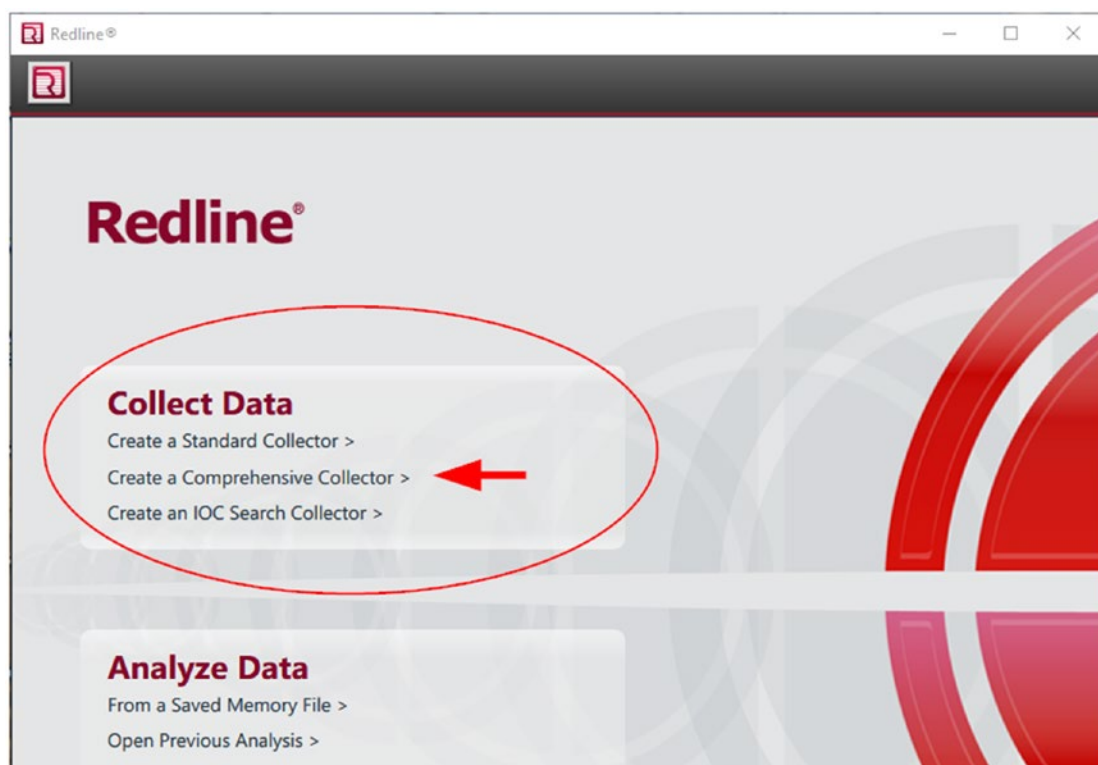 Redline®
Redline®
Collect Data
Create a Standard Collector >
Create a Comprehensive Collector >
Create an IOC Search Collector >
Analyze Data
From a Saved Memory File >
Open Previous Analysis >